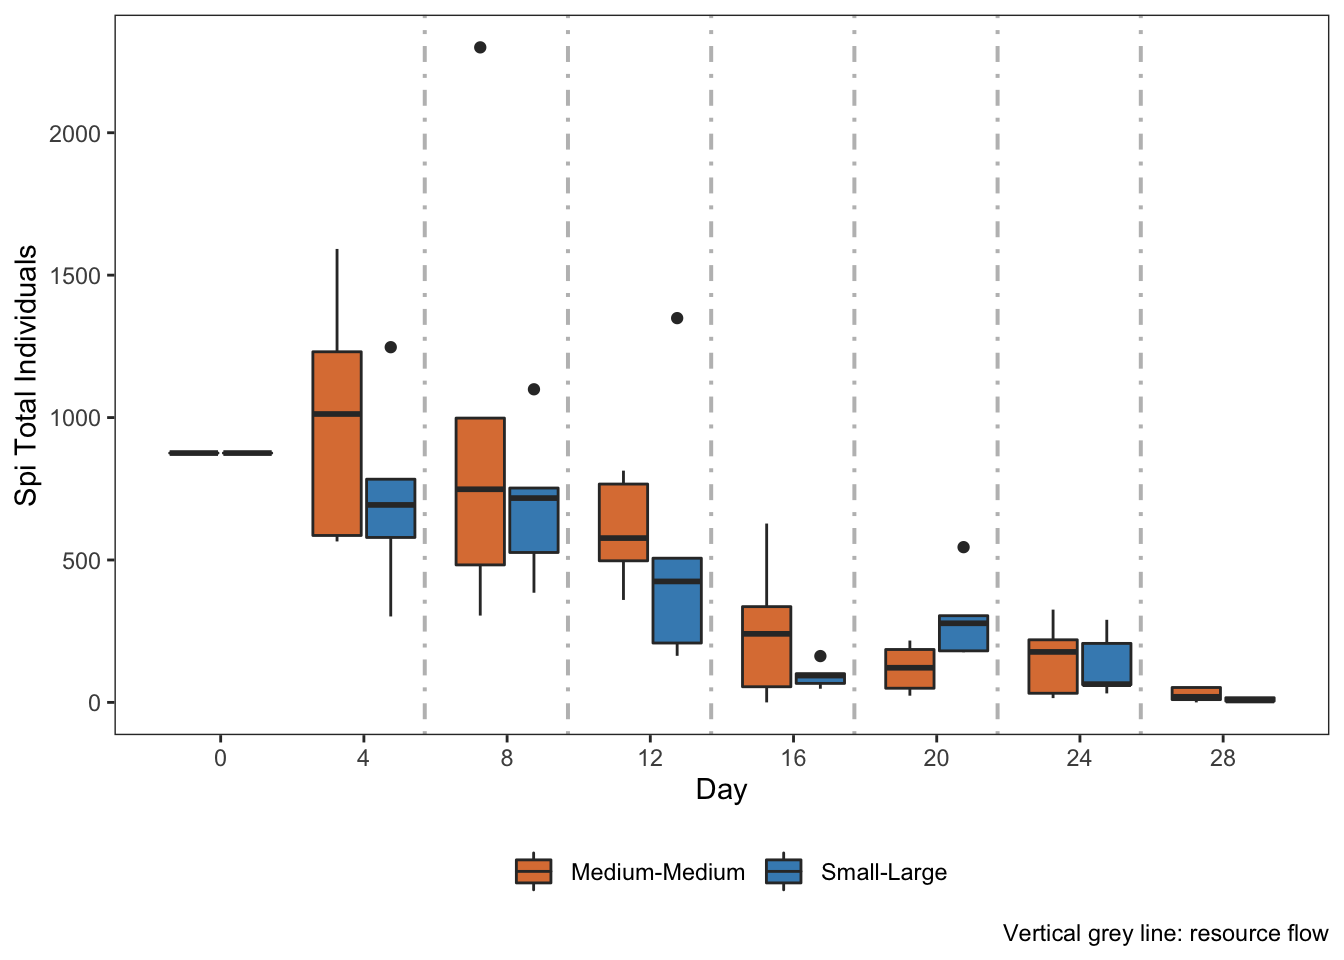 Spi Total Individuals
2000
1500
1000
500
0
0 4 8 12 16 20 24 28
Day
Medium-Medium Small-Large
Vertical grey line: resource flow